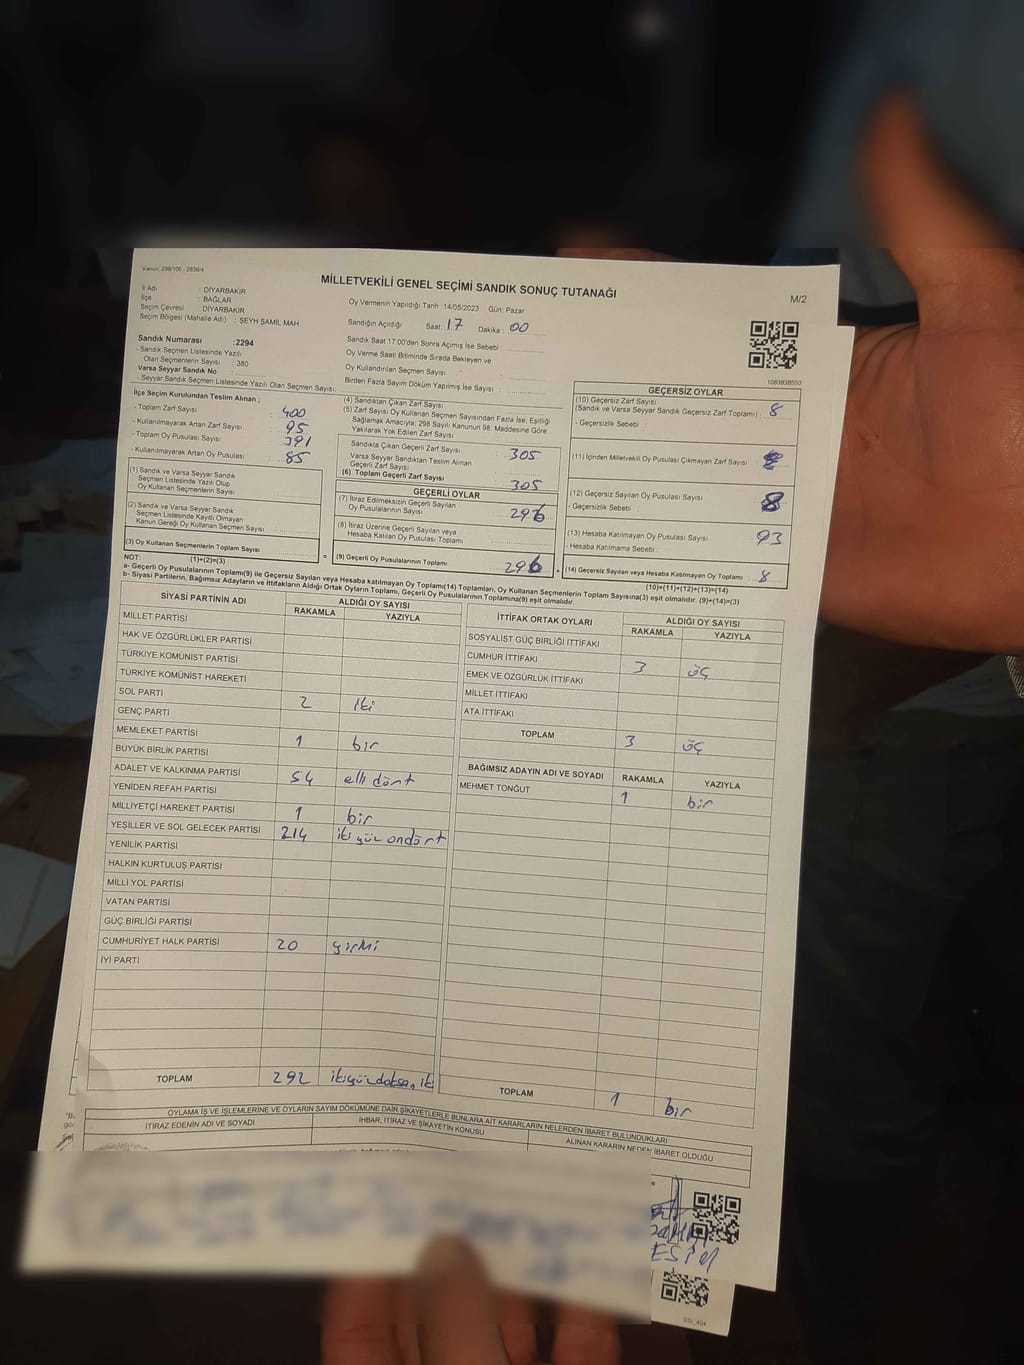 Kanun: 298/105 ; 2839/4
MİLLETVEKİLİ GENEL SEÇİMİ SANDIK SONUÇ TUTANAĞI
M/2
İl Adı : DİYARBAKIR
İlçe : BAĞLAR
Seçim Çevresi : DİYARBAKIR
Seçim Bölgesi (Mahalle Adı) : ŞEYH ŞAMİL MAH
Sandık Numarası :2294
- Sandık Seçmen Listesinde Yazılı
Olan Seçmenlerin Sayısı : 380
Varsa Seyyar Sandık No :
- Seyyar Sandık Seçmen Listesinde Yazılı Olan Seçmen Sayısı:
Oy Vermenin Yapıldığı Tarih :14/05/2023 Gün: Pazar
Sandığın Açıldığı Saat: 17 Dakika : 00
Sandık Saat 17:00'den Sonra Açımış İse Sebebi :
Oy Verme Saati Bitiminde Sırada Bekleyen ve
Oy Kullandırılan Seçmen Sayısı :
Birden Fazla Sayım Döküm Yapılmış İse Sayısı :
1083838550
İlçe Seçim Kurulundan Teslim Alınan ;
- Toplam Zarf Sayısı : 400
- Kullanılmayarak Artan Zarf Sayısı : 95
- Toplam Oy Pusulası Sayısı : 391
- Kullanılmayarak Artan Oy Pusulası : 85
(1) Sandık ve Varsa Seyyar Sandık
Seçmen Listesinde Yazılı Olup
Oy Kullanan Seçmenlerin Sayısı :
(2) Sandık ve Varsa Seyyar Sandık
Seçmen Listesinde Kayıtlı Olmayan
Kanun Gereği Oy Kullanan Seçmen Sayısı :
(3) Oy Kullanan Seçmenlerin Toplam Sayısı
(1)+(2)=(3)
(4) Sandıktan Çıkan Zarf Sayısı :
(5) Zarf Sayısı Oy Kullanan Seçmen Sayısından Fazla İse, Eşitliği
Sağlamak Amacıyla; 298 Sayılı Kanunun 98. Maddesine Göre
Yakılarak Yok Edilen Zarf Sayısı :
Sandıkta Çıkan Geçerli Zarf Sayısı : 305
Varsa Seyyar Sandıktan Teslim Alınan
Geçerli Zarf Sayısı :
(6) Toplam Geçerli Zarf Sayısı : 305
GEÇERLİ OYLAR
(7) İtiraz Edilmeksizin Geçerli Sayılan
Oy Pusulalarının Sayısı : 296
(8) İtiraz Üzerine Geçerli Sayılan veya
Hesaba Katılan Oy Pusulası Toplamı :
= (9) Geçerli Oy Pusulalarının Toplamı 296
GEÇERSİZ OYLAR
(10) Geçersiz Zarf Sayısı
(Sandık ve Varsa Seyyar Sandık Geçersiz Zarf Toplamı) : 8
- Geçersizlik Sebebi :
(11) İçinden Milletvekili Oy Pusulası Çıkmayan Zarf Sayısı :
(12) Geçersiz Sayılan Oy Pusulası Sayısı : 8
- Geçersizlik Sebebi :
(13) Hesaba Katılmayan Oy Pusulası Sayısı : 93
- Hesaba Katılmama Sebebi :
+ (14) Geçersiz Sayılan veya Hesaba Katılmayan Oy Toplamı : 8
(10)+(11)+(12)+(13)=(14)
NOT:
a- Geçerli Oy Pusulalarının Toplamı(9) ile Geçersiz Sayılan veya Hesaba katılmayan Oy Toplamı(14) Toplamları, Oy Kullanan Seçmenlerin Toplam Sayısına(3) eşit olmalıdır. (9)+(14)=(3)
b- Siyasi Partilerin, Bağımsız Adayların ve İttifakların Aldığı Ortak Oyların Toplamı, Geçerli Oy Pusulalarının Toplamına(9) eşit olmalıdır.
SİYASİ PARTİNİN ADI ALDIĞI OY SAYISI
RAKAMLA YAZIYLA
MİLLET PARTİSİ
HAK VE ÖZGÜRLÜKLER PARTİSİ
TÜRKİYE KOMÜNİST PARTİSİ
TÜRKİYE KOMÜNİST HAREKETİ
SOL PARTİ 2 iki
GENÇ PARTİ
MEMLEKET PARTİSİ 1 bir
BÜYÜK BİRLİK PARTİSİ
ADALET VE KALKINMA PARTİSİ 54 elli dört
YENİDEN REFAH PARTİSİ
MİLLİYETÇİ HAREKET PARTİSİ 1 bir
YEŞİLLER VE SOL GELECEK PARTİSİ 214 ikiyüz ondört
YENİLİK PARTİSİ
HALKIN KURTULUŞ PARTİSİ
MİLLİ YOL PARTİSİ
VATAN PARTİSİ
GÜÇ BİRLİĞİ PARTİSİ
CUMHURİYET HALK PARTİSİ 20 yirmi
İYİ PARTİ
TOPLAM 292 ikiyüzdoksan iki
İTTİFAK ORTAK OYLARI ALDIĞI OY SAYISI
RAKAMLA YAZIYLA
SOSYALİST GÜÇ BİRLİĞİ İTTİFAKI
CUMHUR İTTİFAKI 3 üç
EMEK VE ÖZGÜRLÜK İTTİFAKI
MİLLET İTTİFAKI
ATA İTTİFAKI
TOPLAM 3 üç
BAĞIMSIZ ADAYIN ADI VE SOYADI RAKAMLA YAZIYLA
MEHMET TONĞUT 1 bir
TOPLAM 1 bir
OYLAMA İŞ VE İŞLEMLERİNE VE OYLARIN SAYIM DÖKÜMÜNE DAİR ŞİKAYETLERLE BUNLARA AİT KARARLARIN NELERDEN İBARET BULUNDUKLARI
İTİRAZ EDENİN ADI VE SOYADI İHBAR, İTİRAZ VE ŞİKAYETİN KONUSU ALINAN KARARIN NEDEN İBARET OLDUĞU